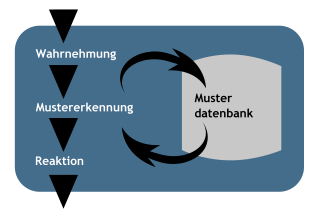 Wahrnehmung
Mustererkennung
Reaktion
Muster
datenbank